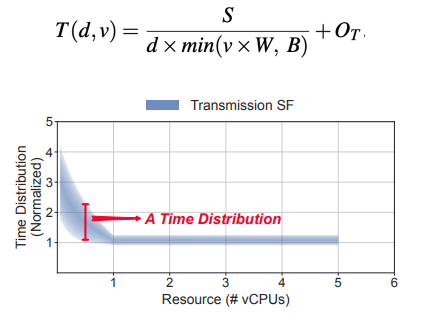 T(d,v) = S / (d × min(v × W, B)) + O_T.
Transmission SF
Time Distribution
(Normalized)
5
4
3
2
1
A Time Distribution
1 2 3 4 5 6
Resource (# vCPUs)